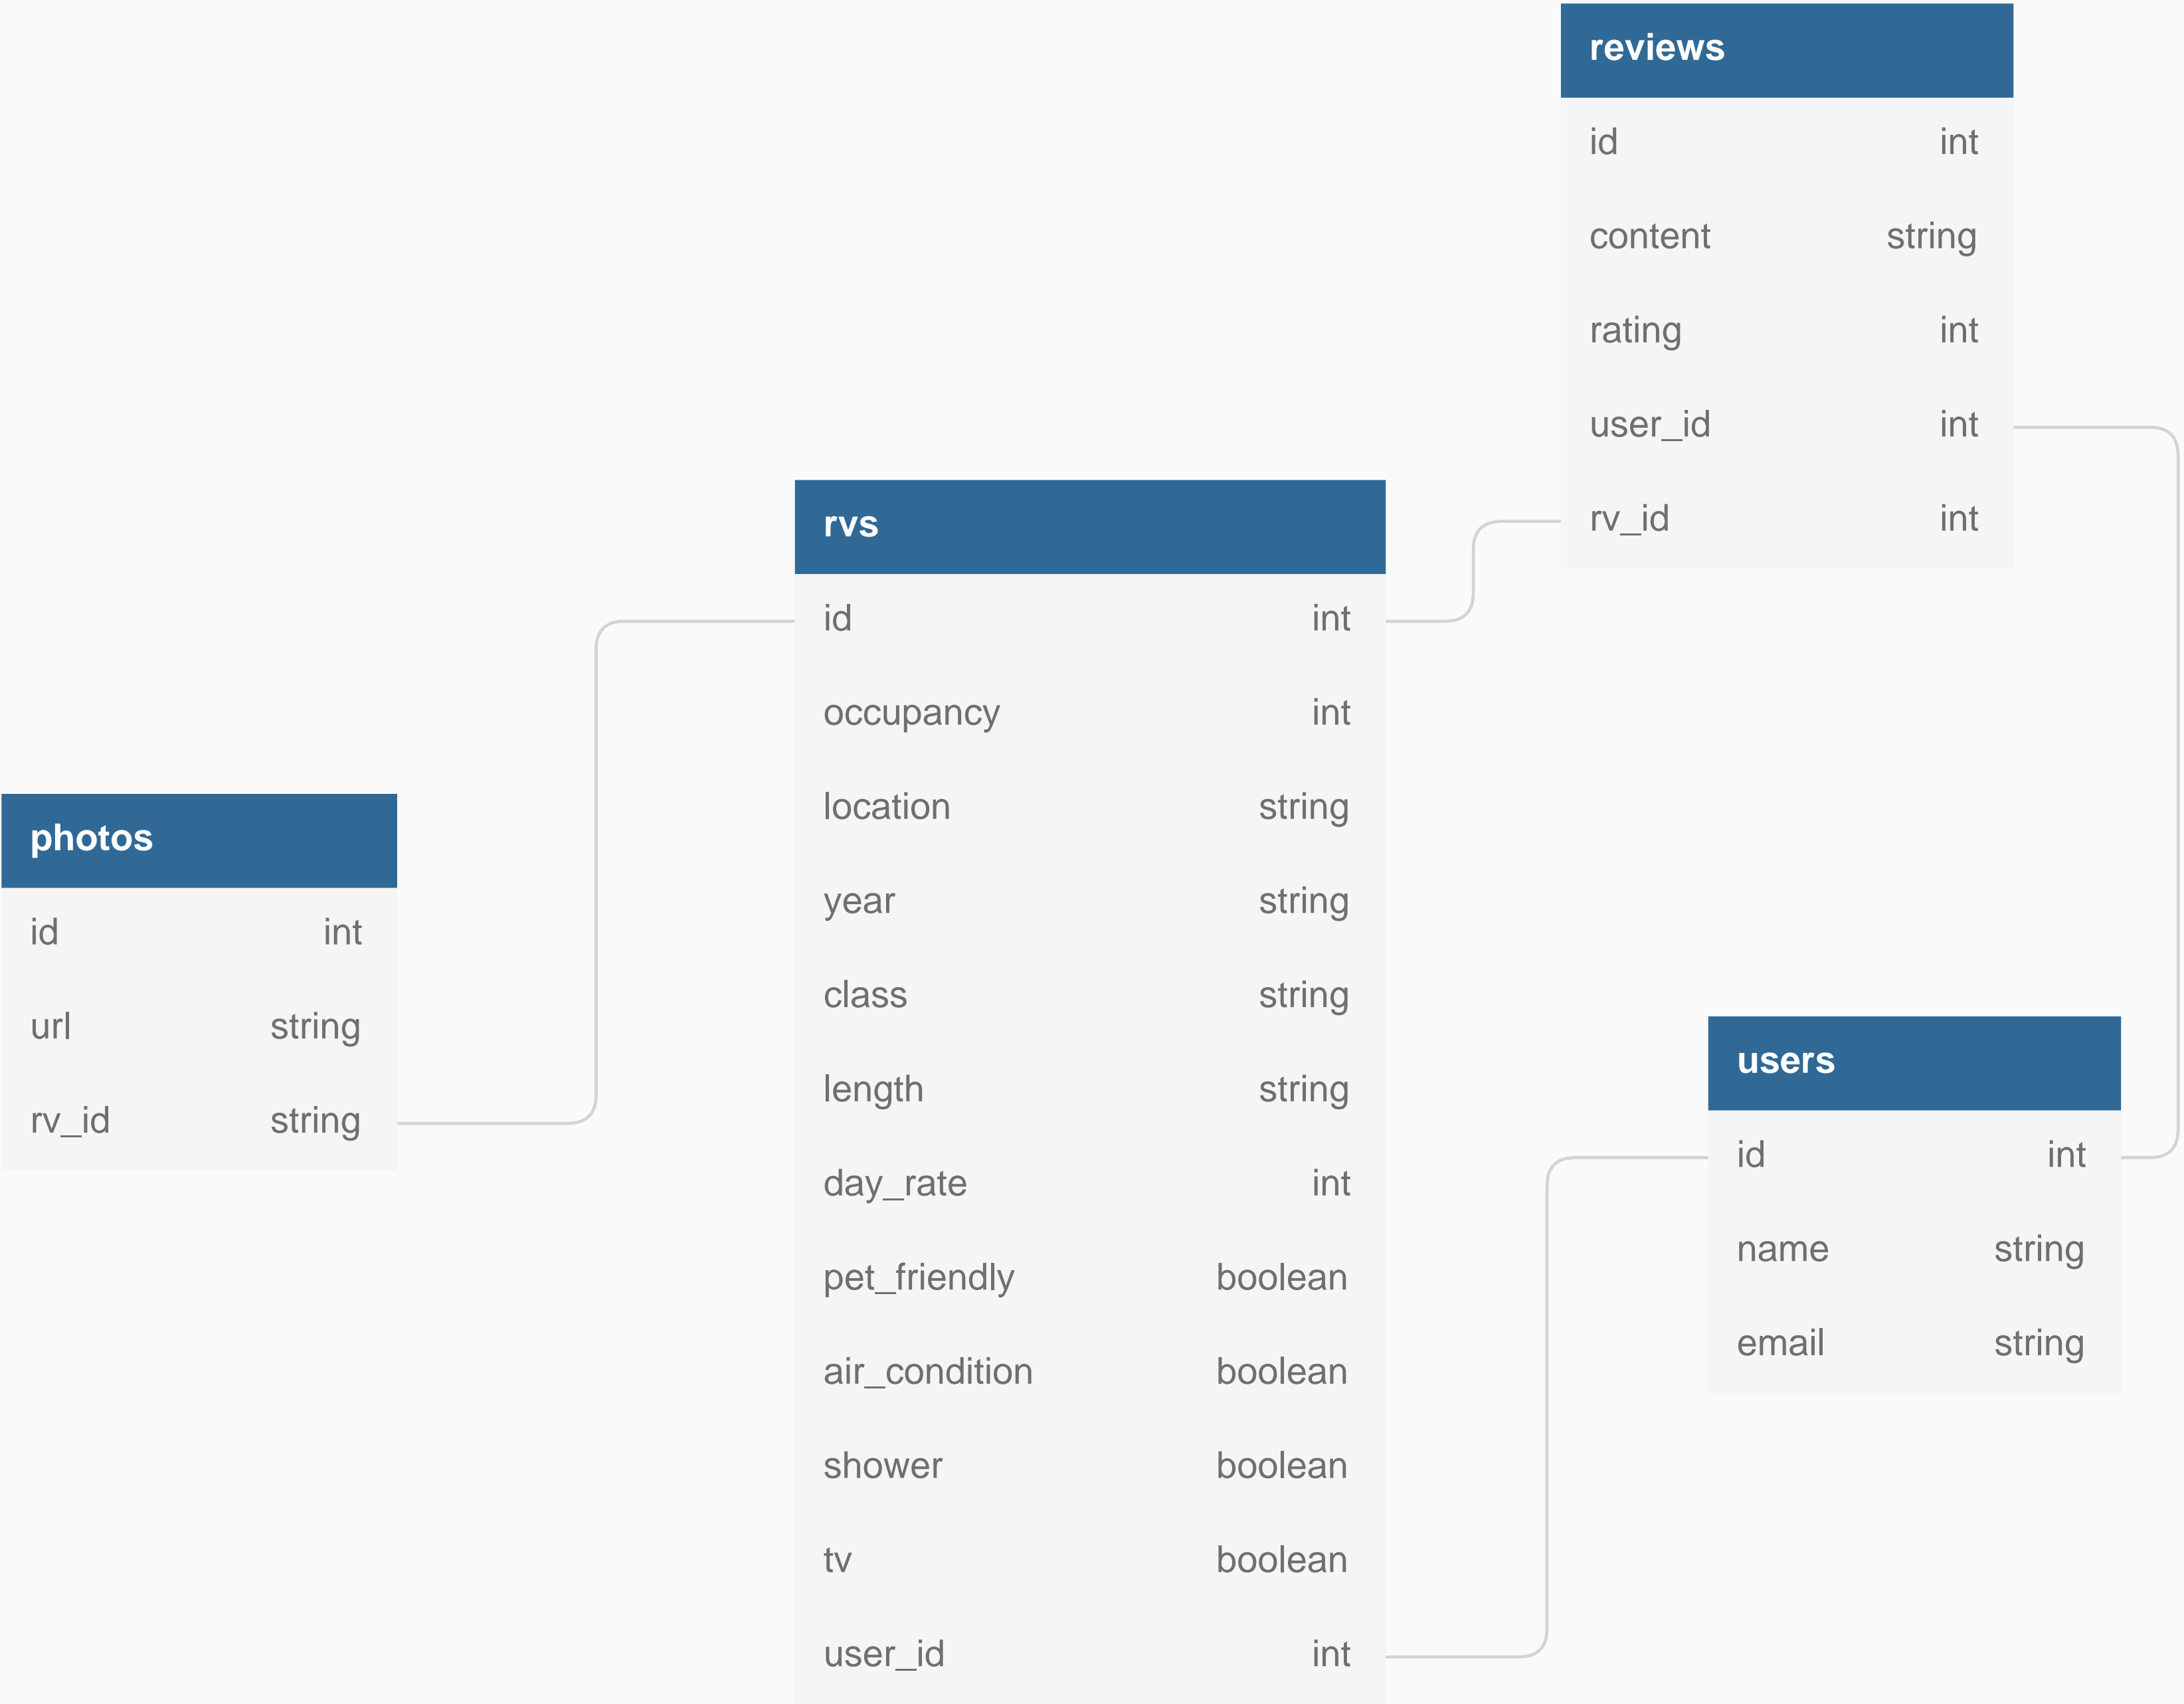 reviews
id int
content string
rating int
user_id int
rv_id int
rvs
id int
occupancy int
location string
year string
class string
length string
day_rate int
pet_friendly boolean
air_condition boolean
shower boolean
tv boolean
user_id int
photos
id int
url string
rv_id string
users
id int
name string
email string